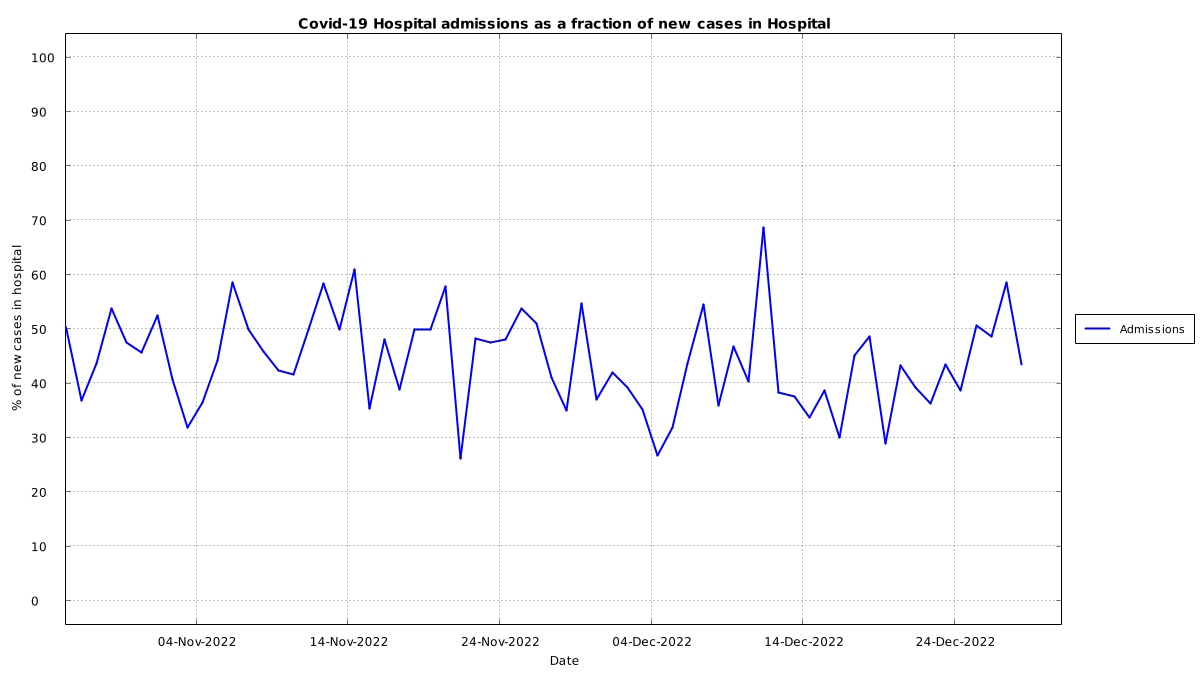 Covid-19 Hospital admissions as a fraction of new cases in Hospital
100
90
80
70
60
50
40
30
20
10
0
% of new cases in hospital
04-Nov-2022
14-Nov-2022
24-Nov-2022
04-Dec-2022
14-Dec-2022
24-Dec-2022
Date
Admissions